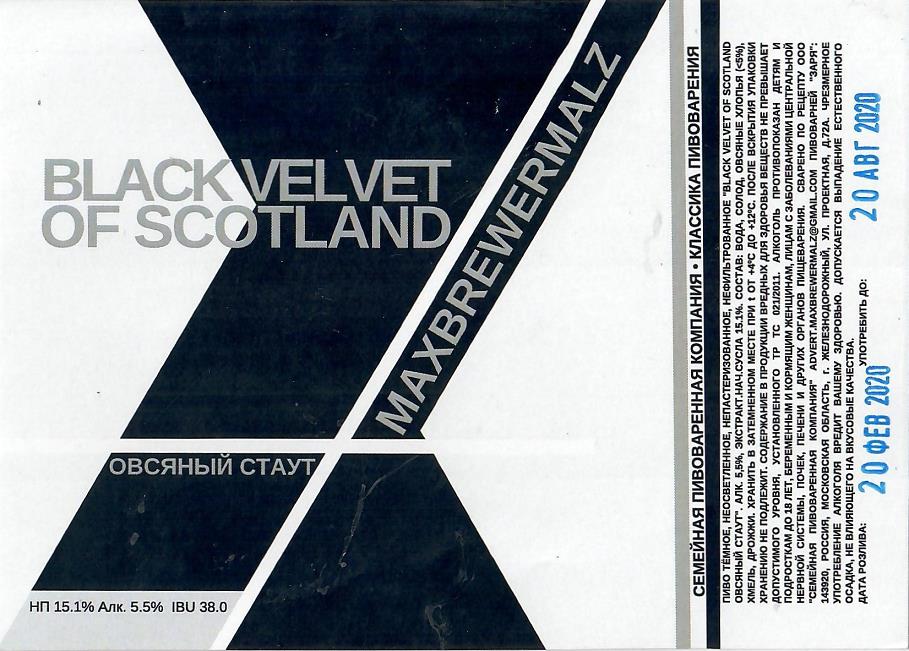 BLACK VELVET
OF SCOTLAND
MAXBREWERMALZ
ОВСЯНЫЙ СТАУТ
НП 15.1% Алк. 5.5% IBU 38.0
СЕМЕЙНАЯ ПИВОВАРЕННАЯ КОМПАНИЯ • КЛАССИКА ПИВОВАРЕНИЯ
ПИВО ТЁМНОЕ, НЕОСВЕТЛЕННОЕ, НЕПАСТЕРИЗОВАННОЕ, НЕФИЛЬТРОВАННОЕ "BLACK VELVET OF SCOTLAND
ОВСЯНЫЙ СТАУТ". АЛК. 5,5%, ЭКСТРАКТ.НАЧ.СУСЛА 15.1%. СОСТАВ: ВОДА, СОЛОД, ОВСЯНЫЕ ХЛОПЬЯ (<5%),
ХМЕЛЬ, ДРОЖЖИ. ХРАНИТЬ В ЗАТЕМНЕННОМ МЕСТЕ ПРИ t ОТ +4°С ДО +12°С. ПОСЛЕ ВСКРЫТИЯ УПАКОВКИ
ХРАНЕНИЮ НЕ ПОДЛЕЖИТ. СОДЕРЖАНИЕ В ПРОДУКЦИИ ВРЕДНЫХ ДЛЯ ЗДОРОВЬЯ ВЕЩЕСТВ НЕ ПРЕВЫШАЕТ
ДОПУСТИМОГО УРОВНЯ, УСТАНОВЛЕННОГО ТР ТС 021/2011. АЛКОГОЛЬ ПРОТИВОПОКАЗАН ДЕТЯМ И
ПОДРОСТКАМ ДО 18 ЛЕТ, БЕРЕМЕННЫМ И КОРМЯЩИМ ЖЕНЩИНАМ, ЛИЦАМ С ЗАБОЛЕВАНИЯМИ ЦЕНТРАЛЬНОЙ
НЕРВНОЙ СИСТЕМЫ, ПОЧЕК, ПЕЧЕНИ И ДРУГИХ ОРГАНОВ ПИЩЕВАРЕНИЯ. СВАРЕНО ПО РЕЦЕПТУ ООО
"СЕМЕЙНАЯ ПИВОВАРЕННАЯ КОМПАНИЯ" ADVERT.MAXBREWERMALZ@GMAIL.COM ПИВОВАРНЕЙ "ЗАРЯ":
143920, РОССИЯ, МОСКОВСКАЯ ОБЛАСТЬ, г. ЖЕЛЕЗНОДОРОЖНЫЙ, УЛ. ПРОЕКТНАЯ, Д.72А. ЧРЕЗМЕРНОЕ
УПОТРЕБЛЕНИЕ АЛКОГОЛЯ ВРЕДИТ ВАШЕМУ ЗДОРОВЬЮ. ДОПУСКАЕТСЯ ВЫПАДЕНИЕ ЕСТЕСТВЕННОГО
ОСАДКА, НЕ ВЛИЯЮЩЕГО НА ВКУСОВЫЕ КАЧЕСТВА.
ДАТА РОЗЛИВА: 20 ФЕВ 2020 УПОТРЕБИТЬ ДО: 20 АВГ 2020